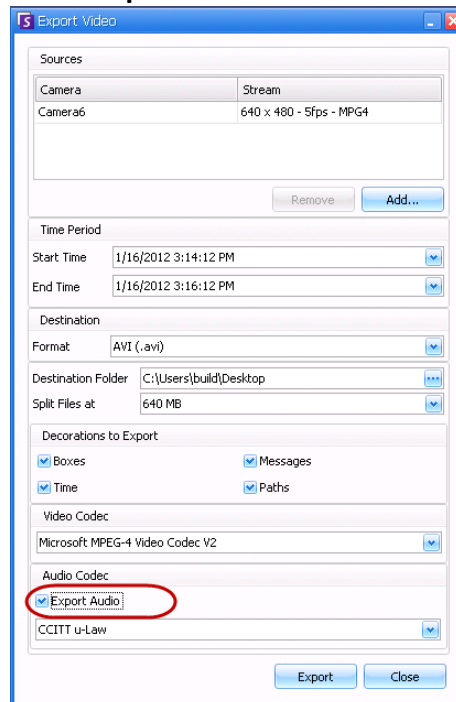 Export Video
Sources
Camera Stream
Camera6 640 x 480 - 5fps - MPG4
Remove Add...
Time Period
Start Time 1/16/2012 3:14:12 PM
End Time 1/16/2012 3:16:12 PM
Destination
Format AVI (.avi)
Destination Folder C:\Users\build\Desktop ...
Split Files at 640 MB
Decorations to Export
Boxes Messages
Time Paths
Video Codec
Microsoft MPEG-4 Video Codec V2
Audio Codec
Export Audio
CCITT u-Law
Export Close